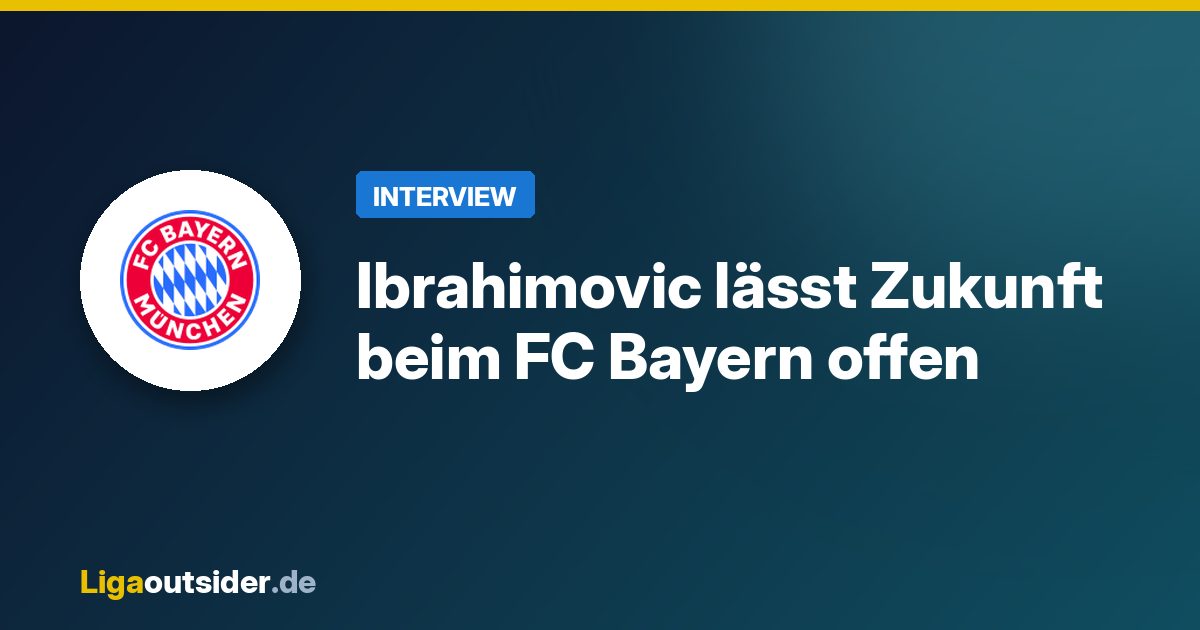 FC BAYERN
MÜNCHEN
INTERVIEW
Ibrahimovic lässt Zukunft
beim FC Bayern offen
Ligaoutsider.de